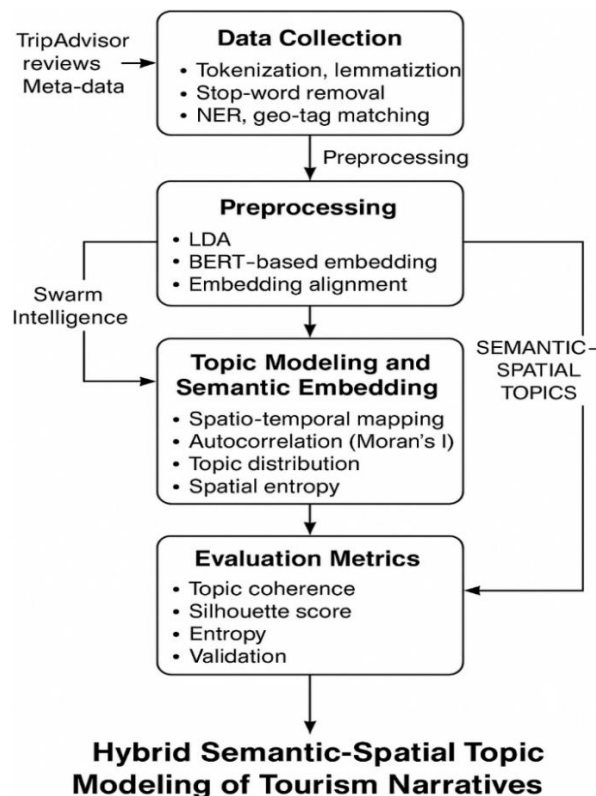 TripAdvisor
reviews
Meta-data
Data Collection
• Tokenization, lemmatiztion
• Stop-word removal
• NER, geo-tag matching
Preprocessing
Preprocessing
• LDA
• BERT-based embedding
• Embedding alignment
Swarm
Intelligence
SEMANTIC-
SPATIAL
TOPICS
Topic Modeling and
Semantic Embedding
• Spatio-temporal mapping
• Autocorrelation (Moran's I)
• Topic distribution
• Spatial entropy
Evaluation Metrics
• Topic coherence
• Silhouette score
• Entropy
• Validation
Hybrid Semantic-Spatial Topic
Modeling of Tourism Narratives